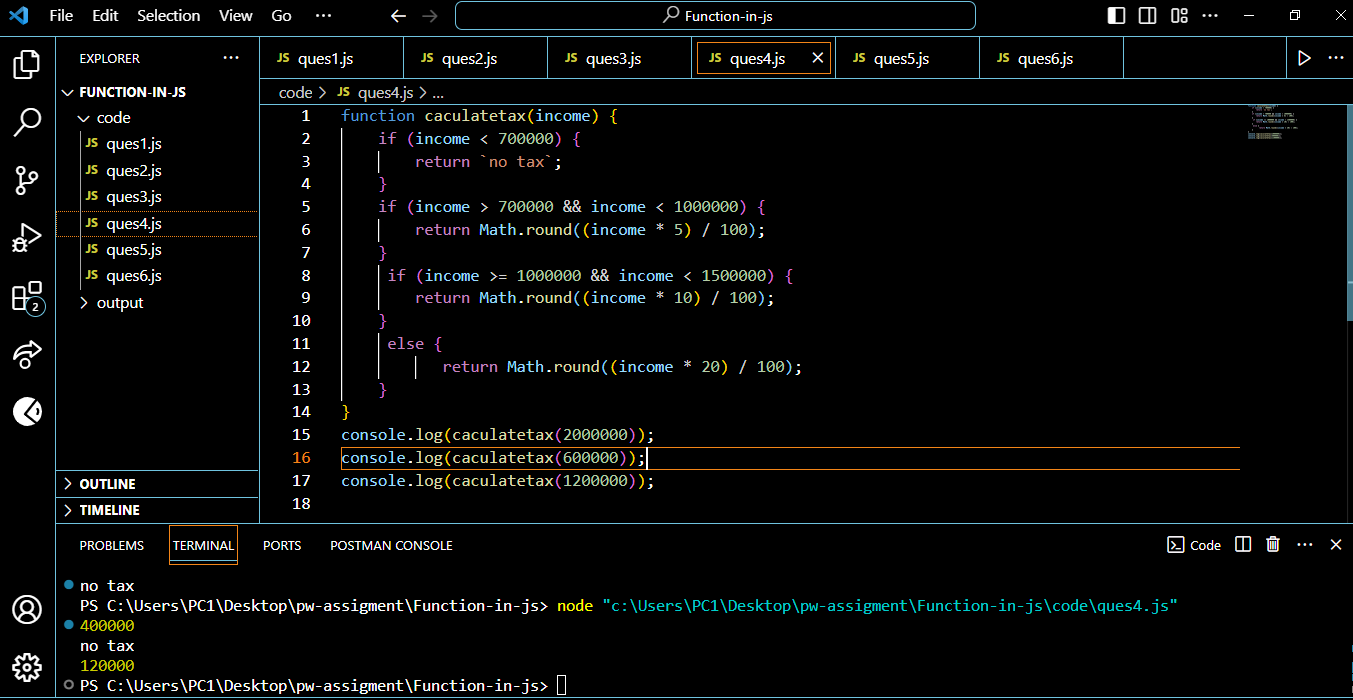 File Edit Selection View Go ··· Function-in-js
EXPLORER ···
FUNCTION-IN-JS
code
JS ques1.js
JS ques2.js
JS ques3.js
JS ques4.js
JS ques5.js
JS ques6.js
output
OUTLINE
TIMELINE
2
JS ques1.js JS ques2.js JS ques3.js JS ques4.js JS ques5.js JS ques6.js
code > JS ques4.js > ...
1 function caculatetax(income) {
2 if (income < 700000) {
3 return `no tax`;
4 }
5 if (income > 700000 && income < 1000000) {
6 return Math.round((income * 5) / 100);
7 }
8 if (income >= 1000000 && income < 1500000) {
9 return Math.round((income * 10) / 100);
10 }
11 else {
12 return Math.round((income * 20) / 100);
13 }
14 }
15 console.log(caculatetax(2000000));
16 console.log(caculatetax(600000));
17 console.log(caculatetax(1200000));
18
PROBLEMS TERMINAL PORTS POSTMAN CONSOLE Code
no tax
PS C:\Users\PC1\Desktop\pw-assigment\Function-in-js> node "c:\Users\PC1\Desktop\pw-assigment\Function-in-js\code\ques4.js"
400000
no tax
120000
PS C:\Users\PC1\Desktop\pw-assigment\Function-in-js>